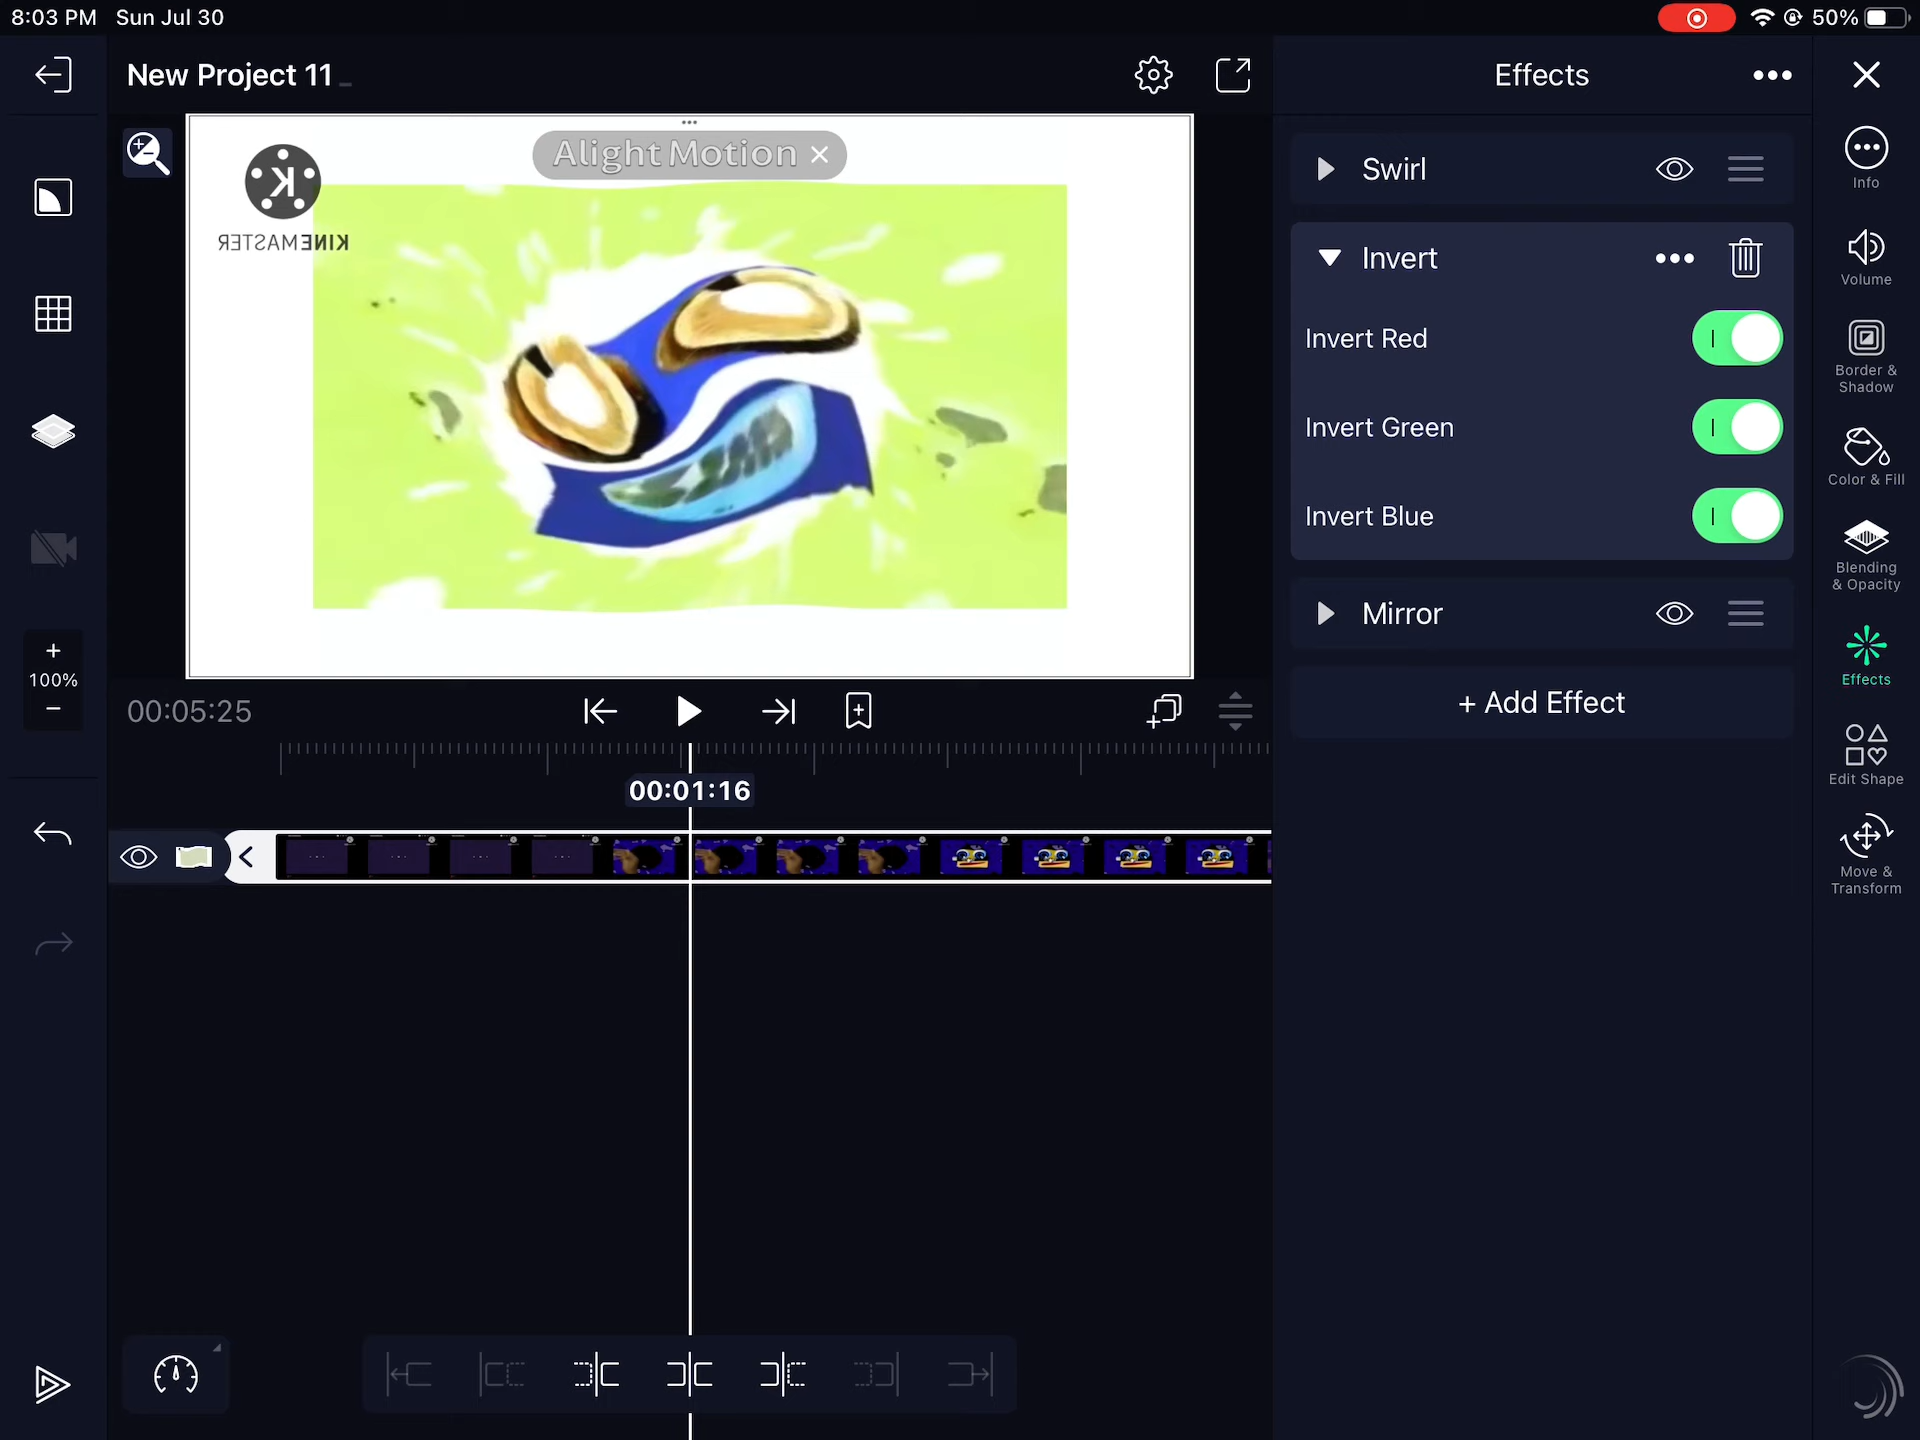 8:03 PM Sun Jul 30
50%
New Project 11
Effects
Alight Motion
KINEMASTER
Swirl
Invert
Invert Red
Invert Green
Invert Blue
Mirror
+ Add Effect
Info
Volume
Border &
Shadow
Color & Fill
Blending
& Opacity
Effects
Edit Shape
Move &
Transform
+
100%
−
00:05:25
00:01:16